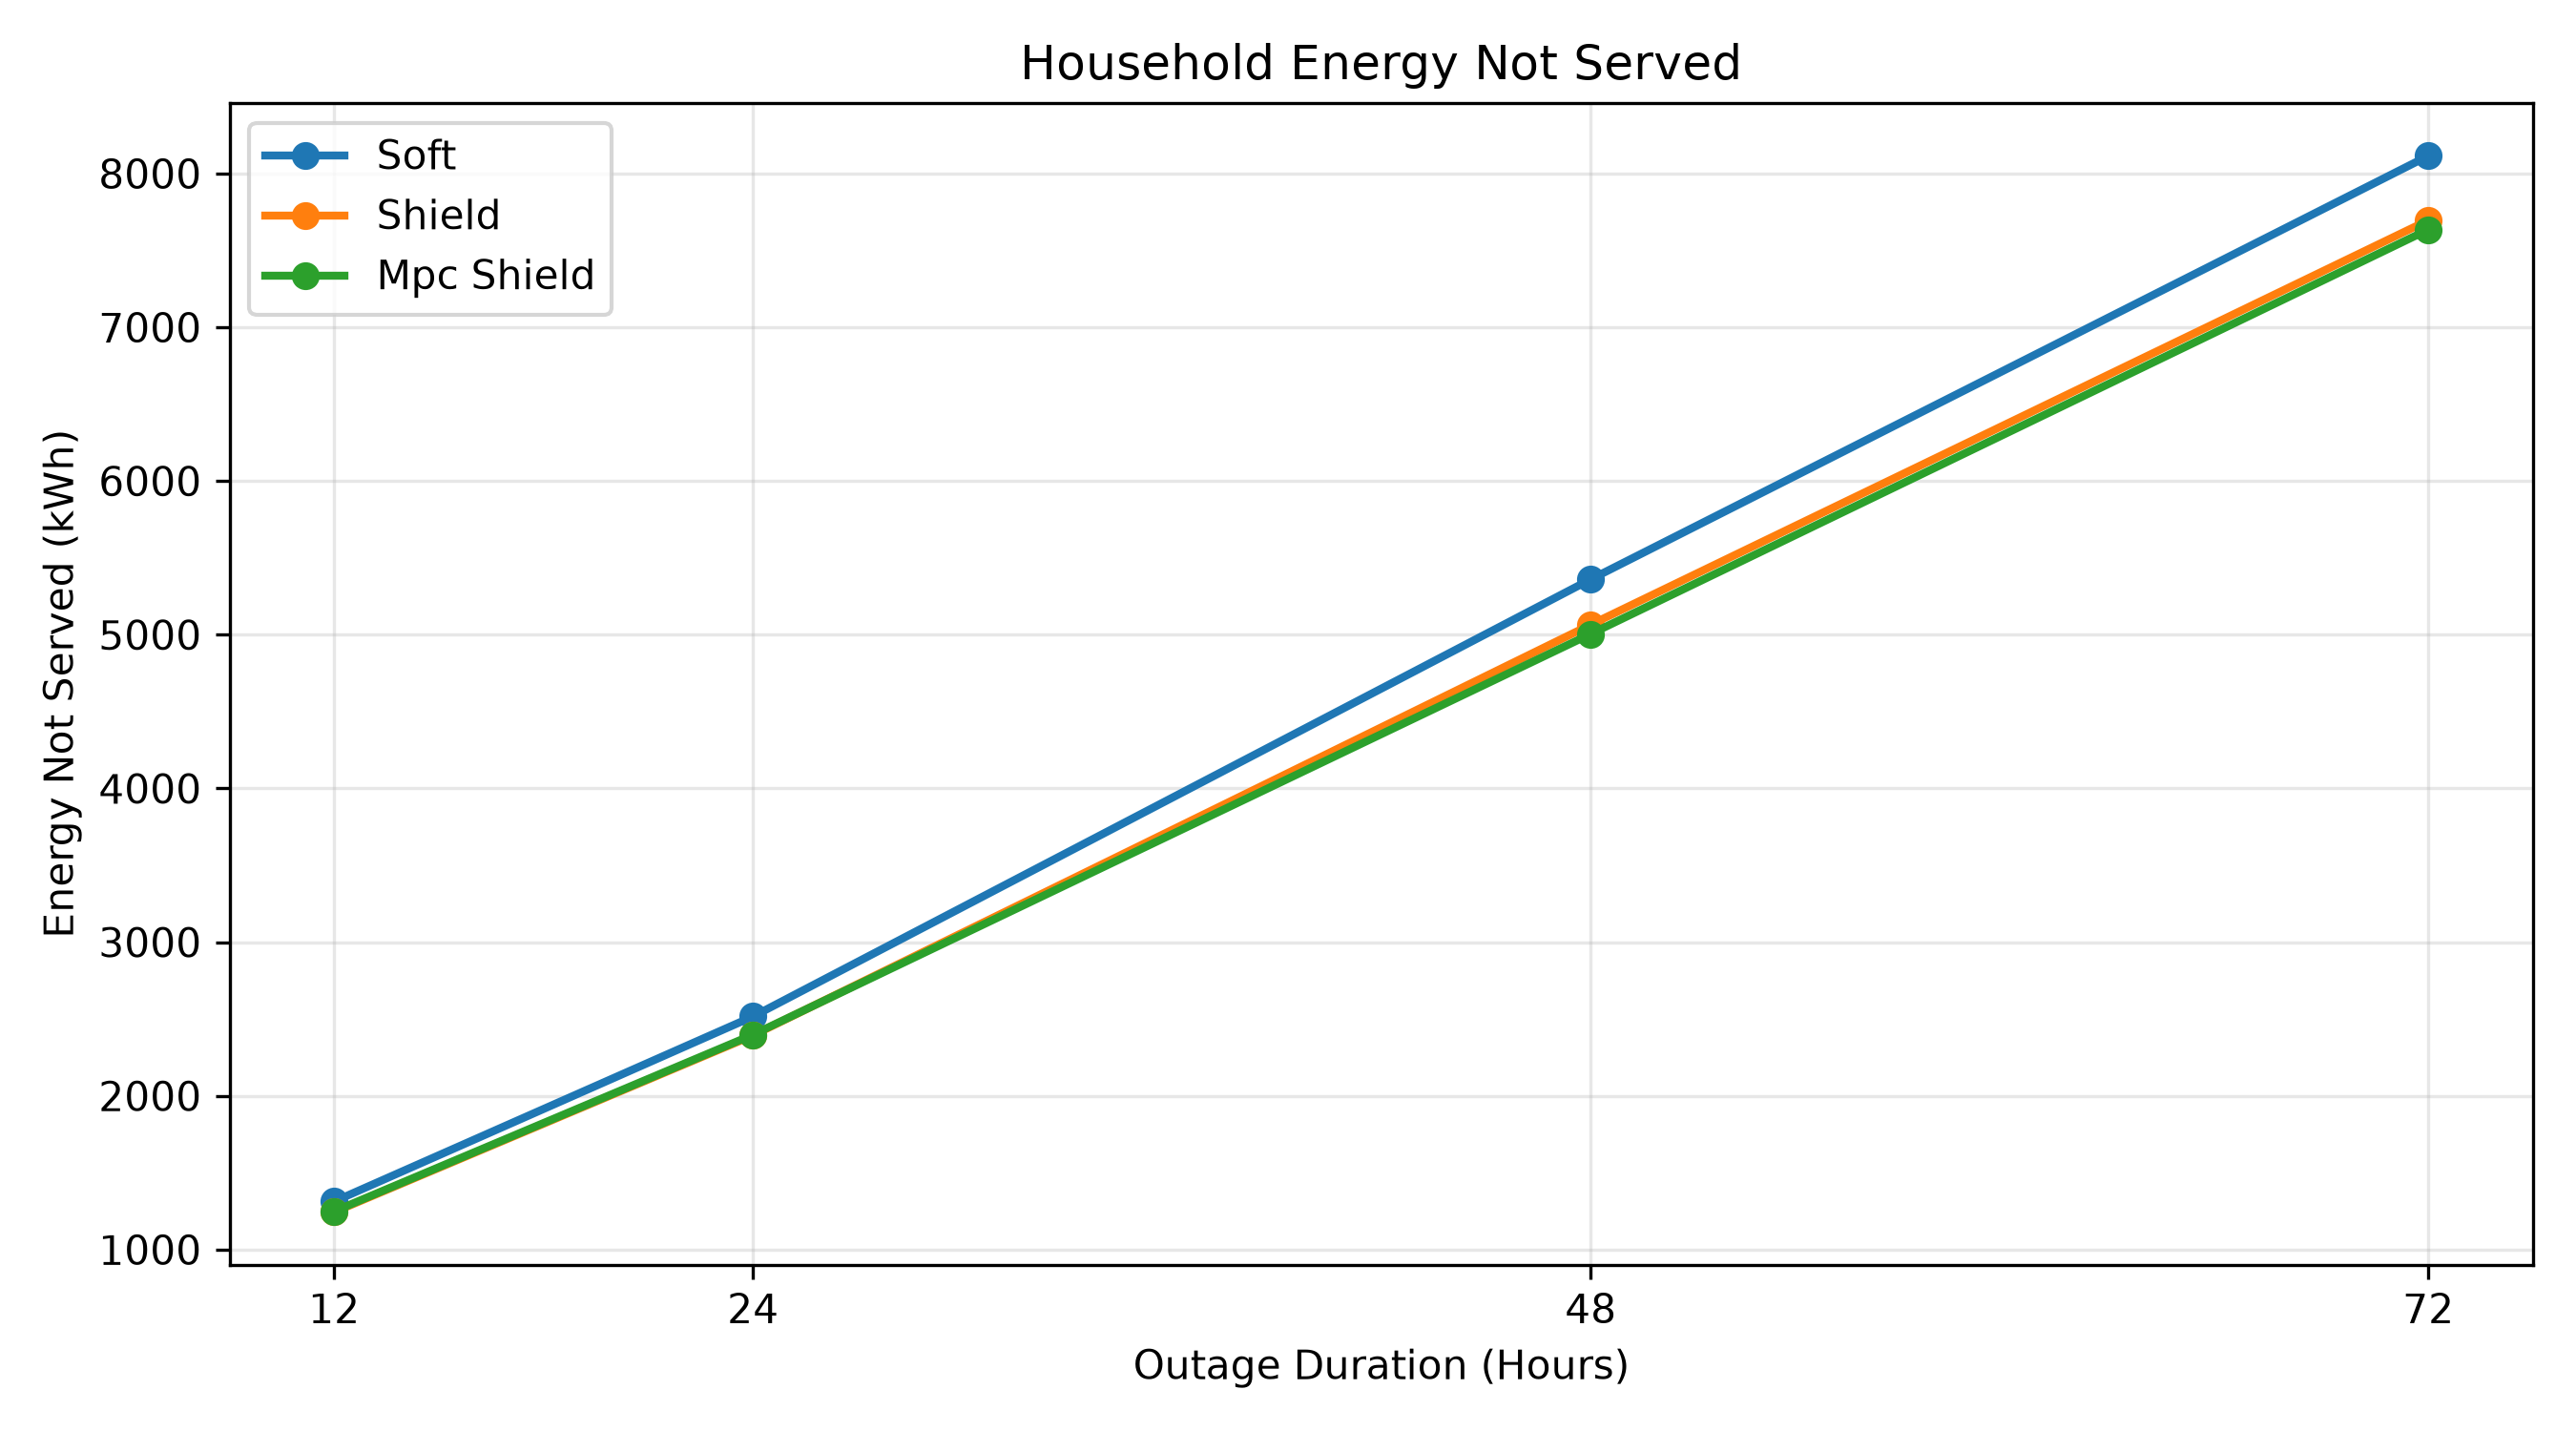 Household Energy Not Served
Soft
Shield
Mpc Shield
8000
7000
6000
5000
4000
3000
2000
1000
Energy Not Served (kWh)
12 24 48 72
Outage Duration (Hours)